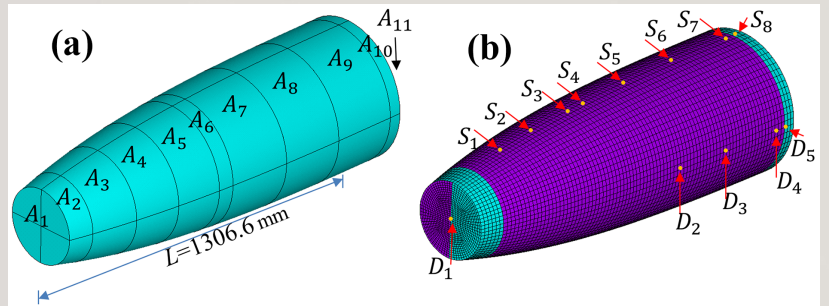 (a)
A₁
A₂
A₃
A₄
A₅
A₆
A₇
A₈
A₉
A₁₀
A₁₁
L=1306.6 mm
(b)
S₁
S₂
S₃
S₄
S₅
S₆
S₇
S₈
D₁
D₂
D₃
D₄
D₅